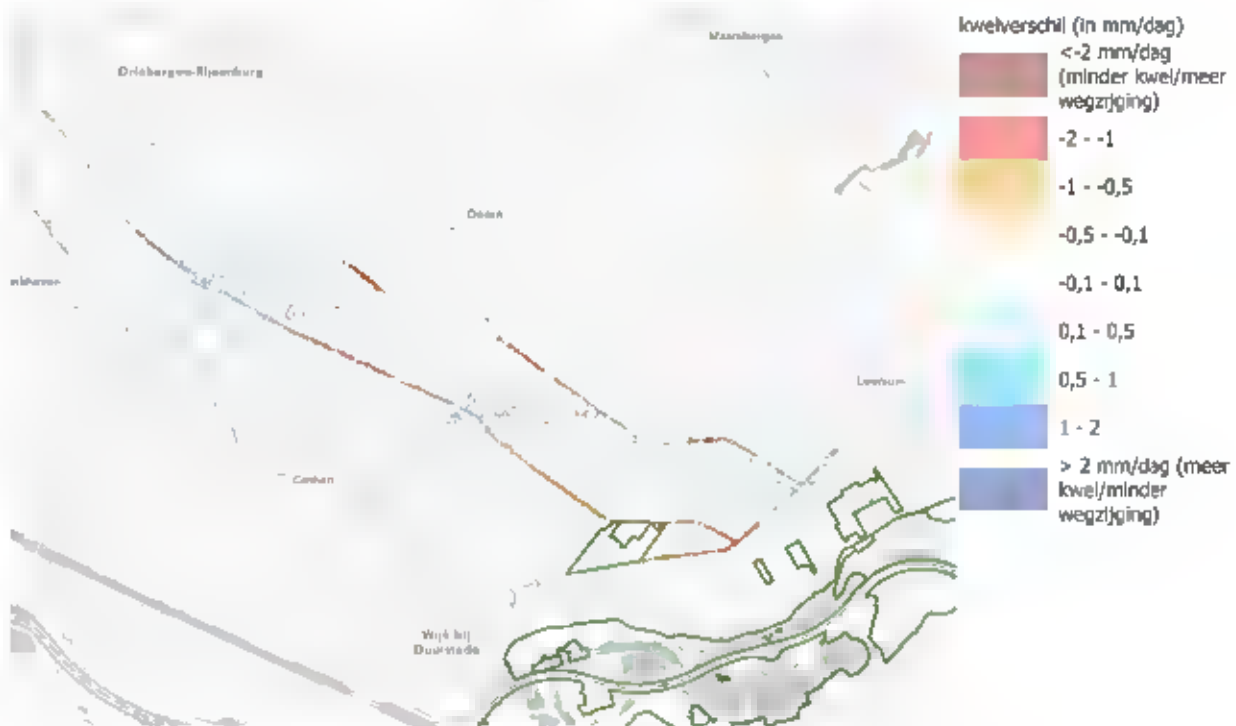 kwelverschil (in mm/dag)
<-2 mm/dag
(minder kwel/meer
wegzijging)
-2 - -1
-1 - -0,5
-0,5 - -0,1
-0,1 - 0,1
0,1 - 0,5
0,5 - 1
1 - 2
> 2 mm/dag (meer
kwel/minder
wegzijging)
Maarsbergen
Driebergen-Rijsenburg
Doorn
Leersum
Cothen
Wijk bij
Duurstede